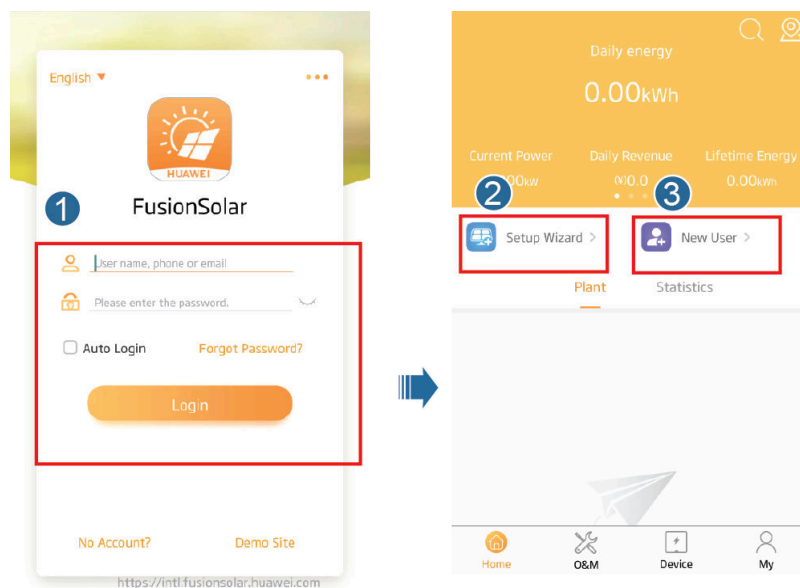 English
HUAWEI
1
FusionSolar
User name, phone or email
Please enter the password.
Auto Login
Forgot Password?
Login
No Account?
Demo Site
https://intl.fusionsolar.huawei.com
Daily energy
0.00kWh
Current Power
Daily Revenue
Lifetime Energy
0.00kWh
2
3
Setup Wizard >
New User >
Plant
Statistics
Home
O&M
Device
My